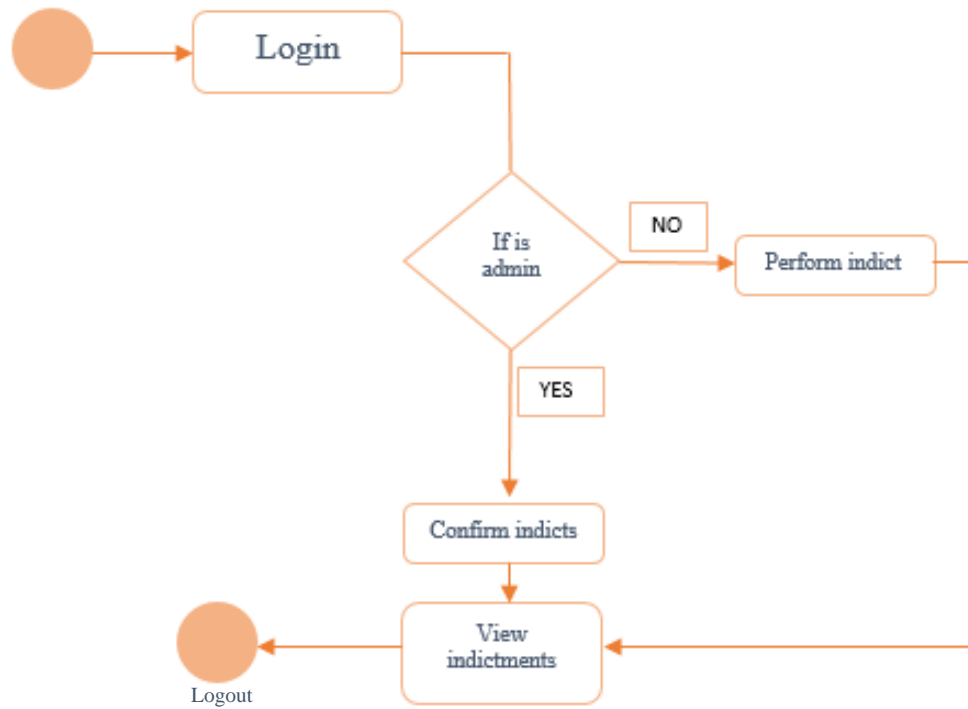 Login
If is
admin
NO
Perform indict
YES
Confirm indicts
View
indictments
Logout